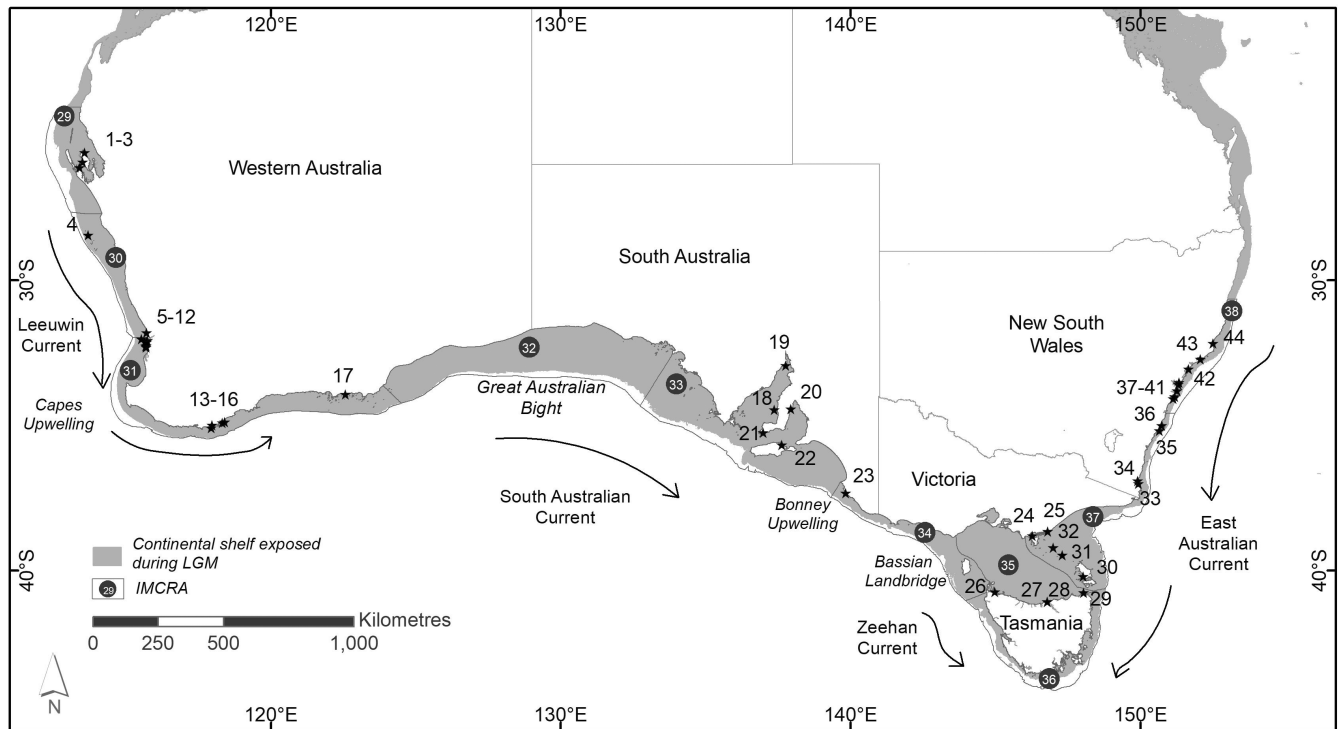 120°E
130°E
140°E
150°E
29
1-3
Western Australia
4
30
South Australia
30°S
30°S
38
5-12
Leeuwin
Current
New South
Wales
43
44
32
19
31
33
42
37-41
17
Great Australian
Bight
18
20
13-16
36
Capes
Upwelling
21
35
22
34
23
Victoria
33
South Australian
Current
Bonney
Upwelling
24
25
37
34
32
East
Australian
Current
Continental shelf exposed
during LGM
31
Bassian
Landbridge
35
30
40°S
40°S
29
IMCRA
26
27
28
29
Kilometres
Tasmania
0
250
500
1,000
Zeehan
Current
36
N
120°E
130°E
140°E
150°E